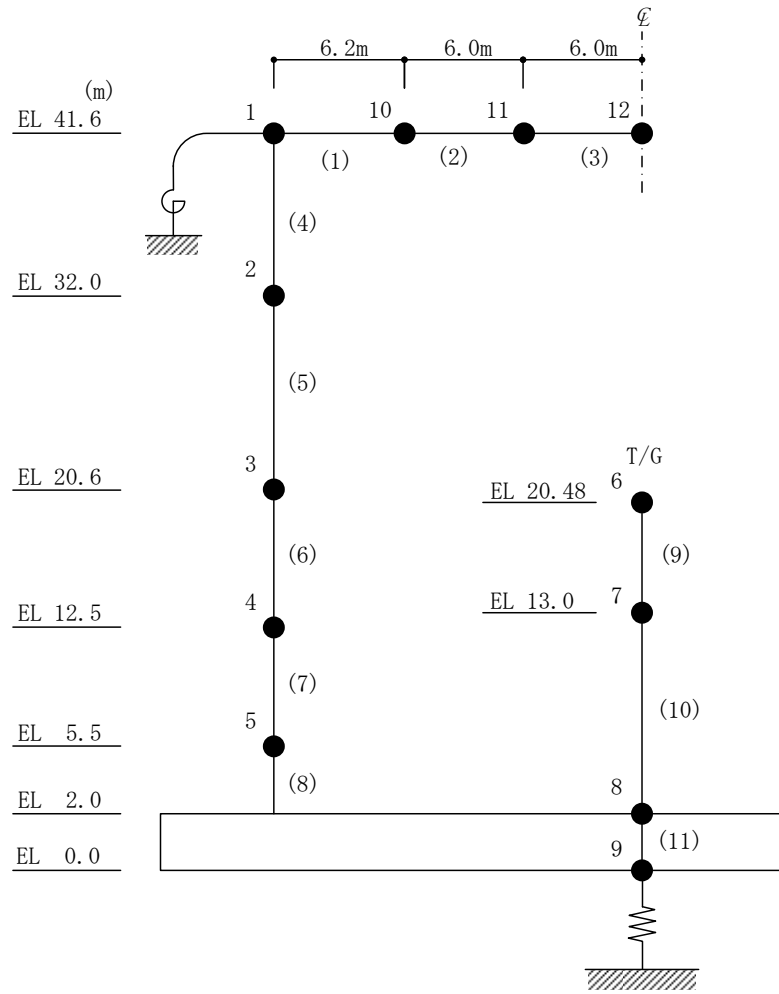 ℄
6.2m 6.0m 6.0m
(m)
EL 41.6 1 10 11 12
(1) (2) (3)
(4)
EL 32.0 2
(5)
T/G
EL 20.6 3 EL 20.48 6
(6) (9)
EL 12.5 4 EL 13.0 7
(7) (10)
EL 5.5 5
(8)
EL 2.0 8
(11)
EL 0.0 9